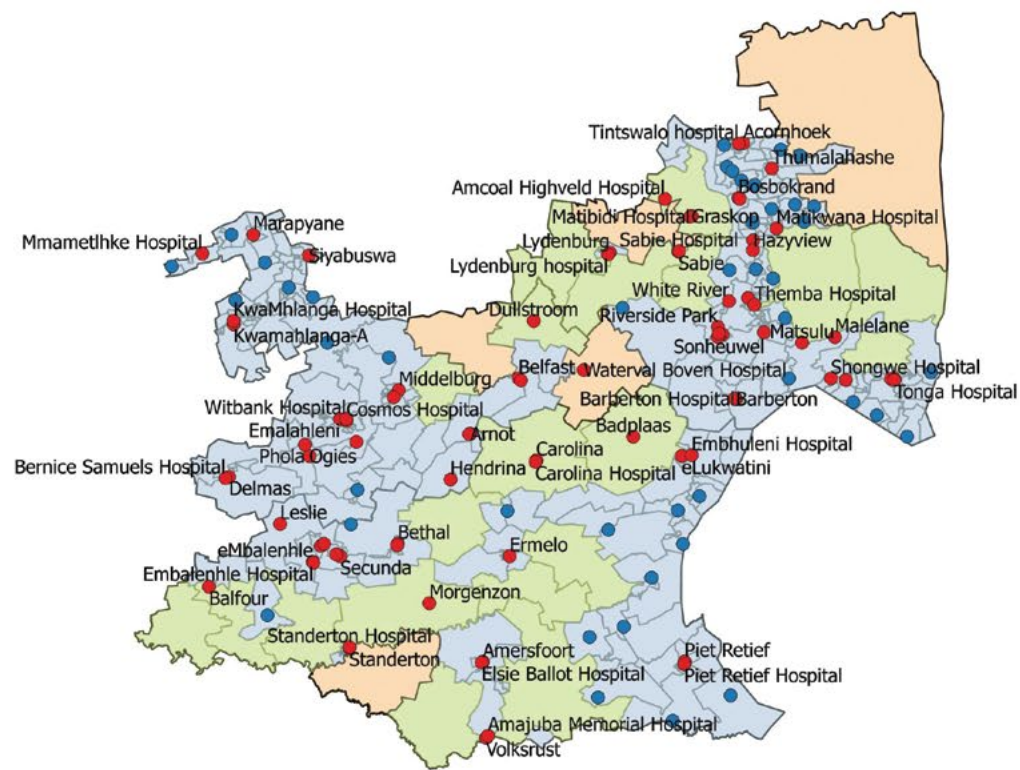 Tintswalo hospital Acornhoek
Thumalahashe
Amcoal Highveld Hospital
Bosbokrand
Matibidi Hospital Graskop
Matikwana Hospital
Marapyane
Mmametlhke Hospital
Siyabuswa
Lydenburg
Sabie Hospital
Hazyview
Lydenburg hospital
Sabie
White River
Themba Hospital
KwaMhlanga Hospital
Dullstroom
Riverside Park
Kwamahlanga-A
Matsulu
Malelane
Sonheuwel
Belfast
Waterval Boven Hospital
Shongwe Hospital
Middelburg
Tonga Hospital
Barberton Hospital
Barberton
Witbank Hospital
Cosmos Hospital
Badplaas
Emalahleni
Arnot
Carolina
Embhuleni Hospital
Phola
Ogies
Bernice Samuels Hospital
Hendrina
Carolina Hospital
eLukwatini
Delmas
Leslie
Bethal
eMbalenhle
Ermelo
Secunda
Embalenhle Hospital
Balfour
Morgenzon
Standerton Hospital
Standerton
Amersfoort
Piet Retief
Elsie Ballot Hospital
Piet Retief Hospital
Amajuba Memorial Hospital
Volksrust